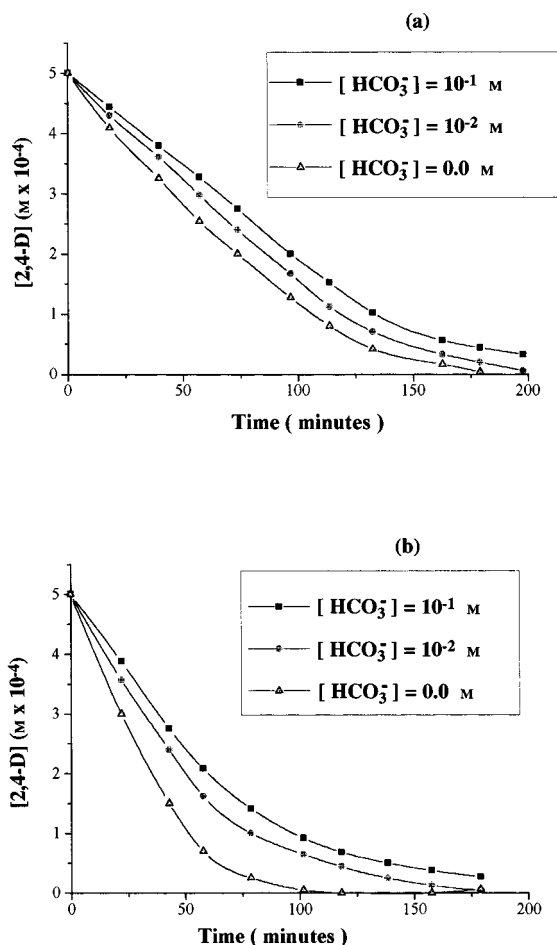 (a)
[ HCO₃⁻ ] = 10⁻¹ M
[ HCO₃⁻ ] = 10⁻² M
[ HCO₃⁻ ] = 0.0 M
[2,4-D] (M x 10⁻⁴)
5
4
3
2
1
0
0 50 100 150 200
Time ( minutes )
(b)
[ HCO₃⁻ ] = 10⁻¹ M
[ HCO₃⁻ ] = 10⁻² M
[ HCO₃⁻ ] = 0.0 M
[2,4-D] (M x 10⁻⁴)
5
4
3
2
1
0
0 50 100 150 200
Time ( minutes )